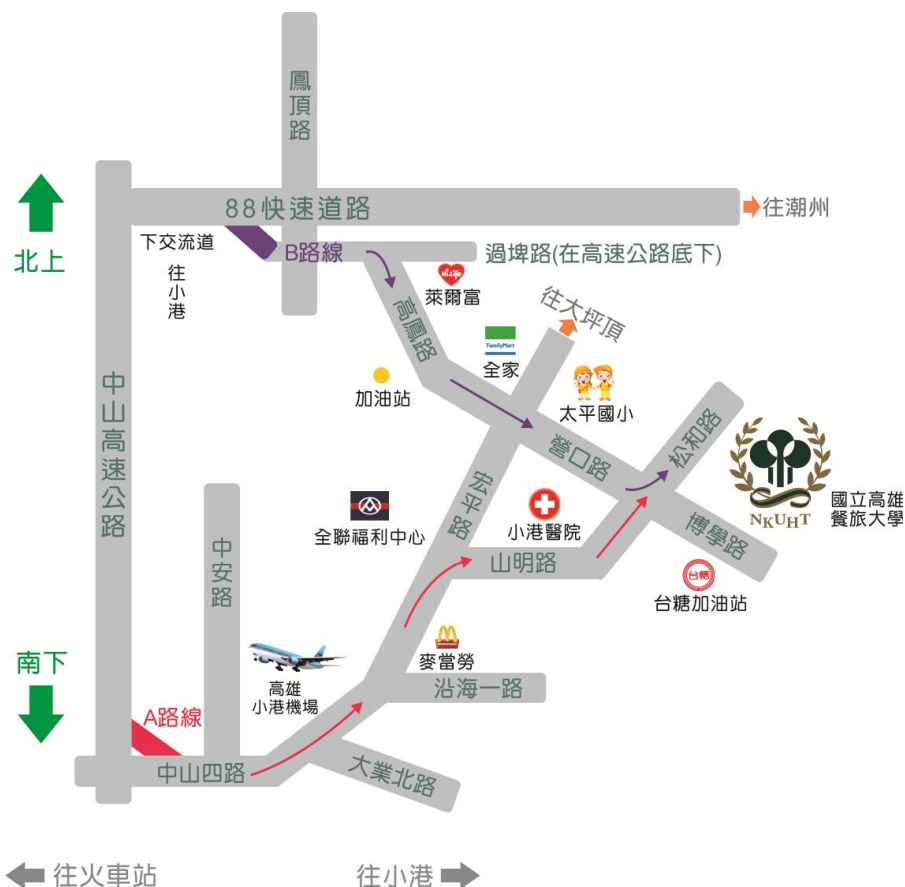 鳳頂路
88快速道路
往潮州
北上
下交流道
往小港
B路線
過埤路(在高速公路底下)
Hi-Life
萊爾富
往大坪頂
高鳳路
FamilyMart
全家
加油站
太平國小
中山高速公路
營口路
松和路
NKUHT
國立高雄
餐旅大學
宏平路
全聯福利中心
小港醫院
博學路
中安路
山明路
台糖
台糖加油站
南下
麥當勞
高雄
小港機場
沿海一路
A路線
中山四路
大業北路
往火車站
往小港